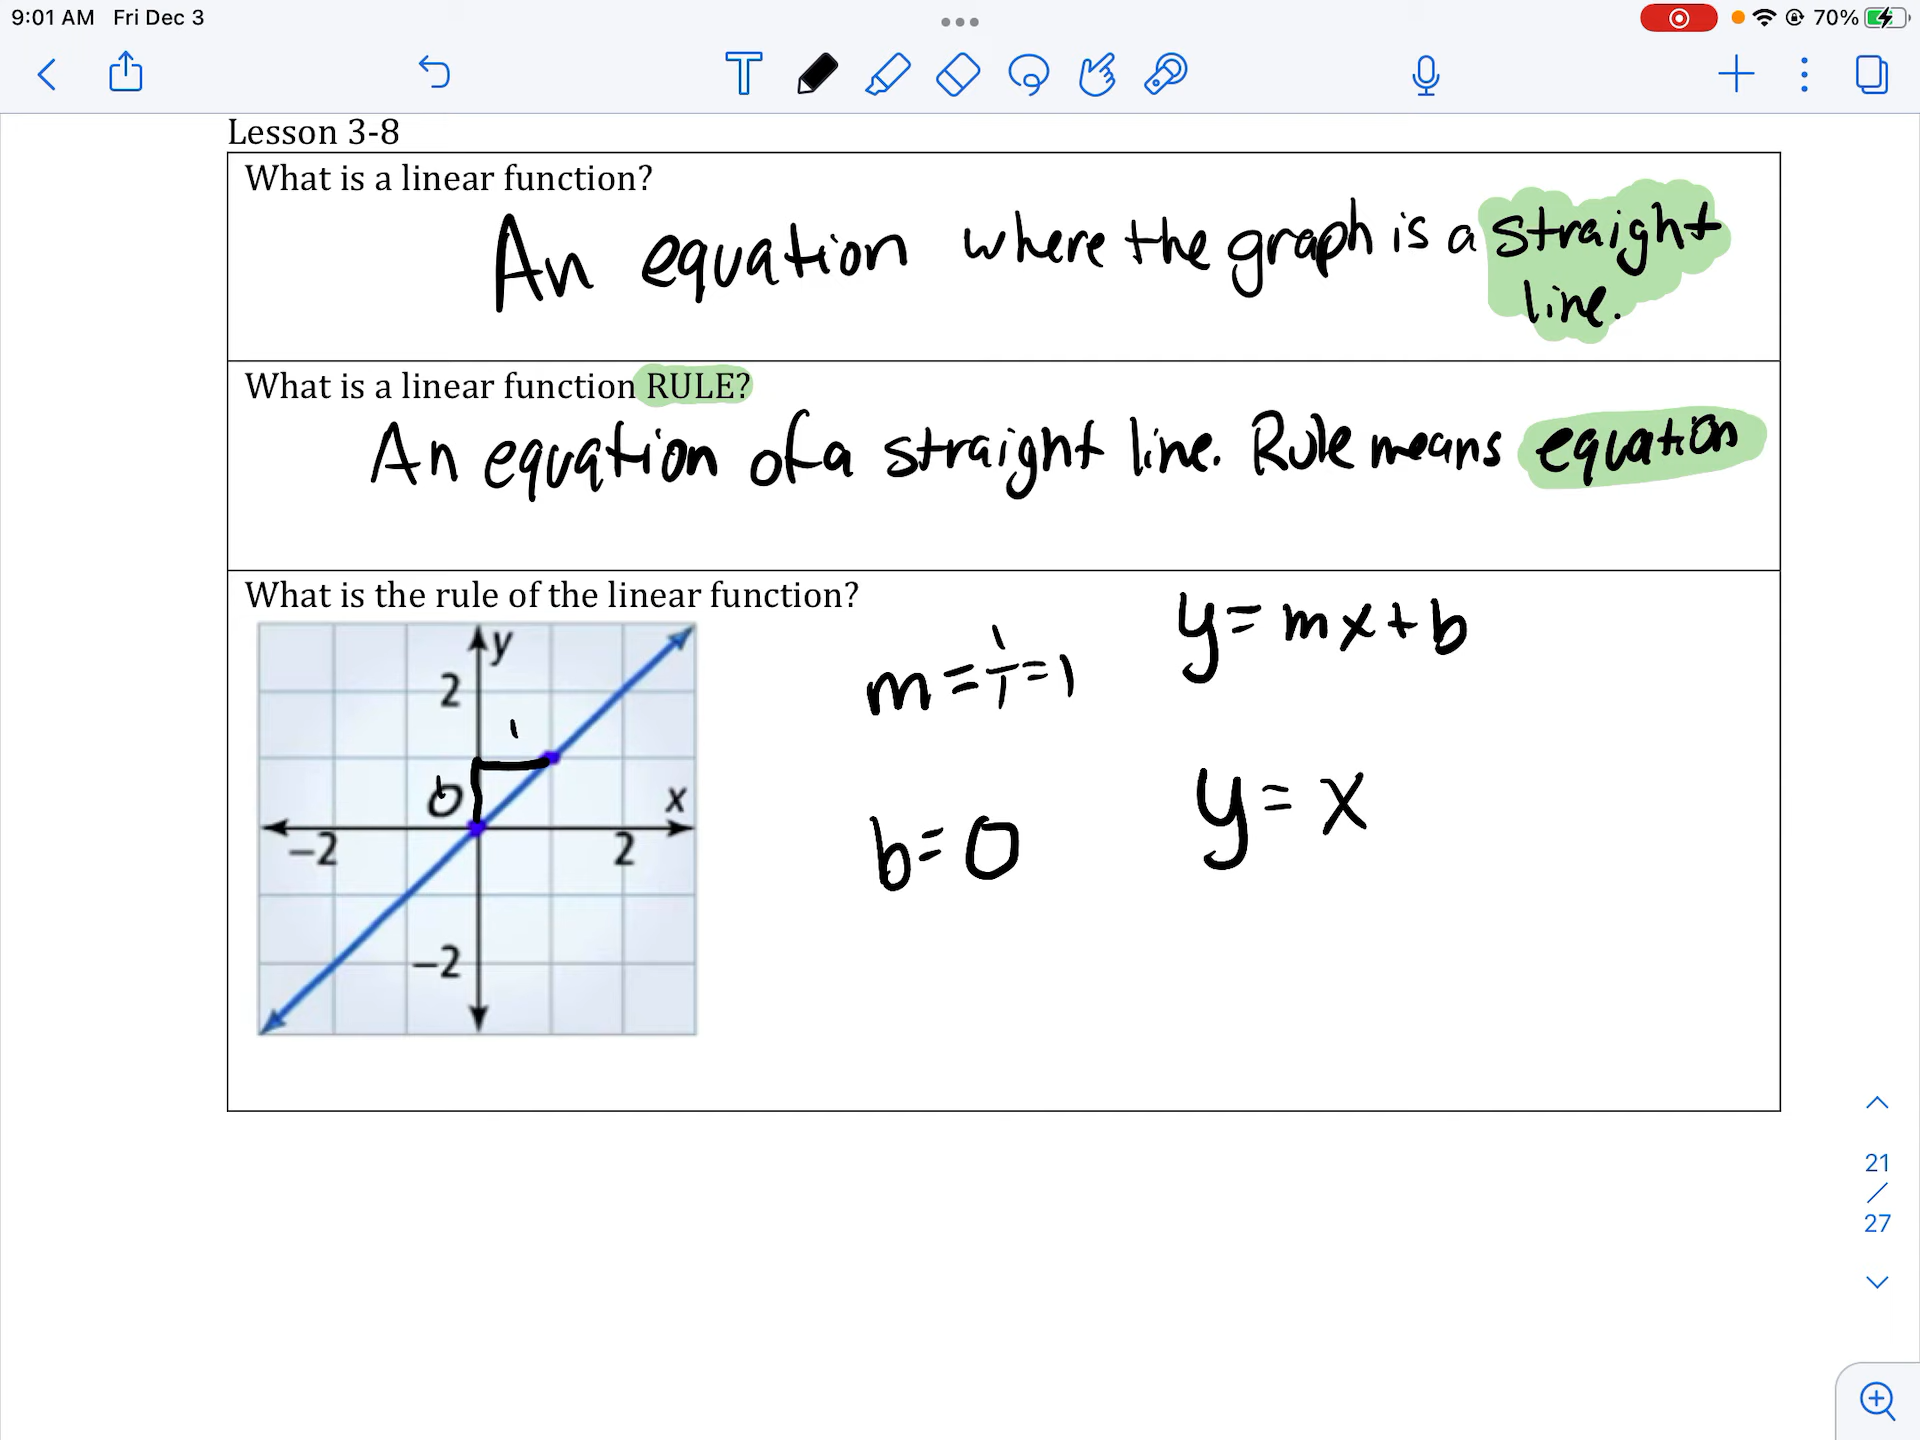 9:01 AM Fri Dec 3
70%
Lesson 3-8
What is a linear function?
An equation where the graph is a straight
line.
What is a linear function RULE?
An equation of a straight line. Rule means equation
What is the rule of the linear function?
y = mx + b
m = 1/1 = 1
y
2
1
0
x
-2
2
-2
b = 0
y = x
21
/
27